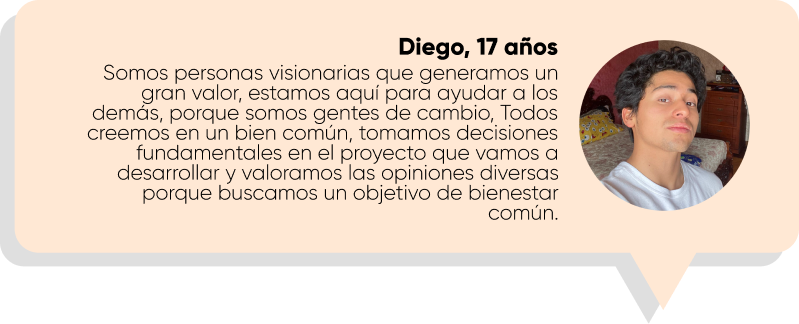 Diego, 17 años
Somos personas visionarias que generamos un
gran valor, estamos aquí para ayudar a los
demás, porque somos gentes de cambio, Todos
creemos en un bien común, tomamos decisiones
fundamentales en el proyecto que vamos a
desarrollar y valoramos las opiniones diversas
porque buscamos un objetivo de bienestar
común.